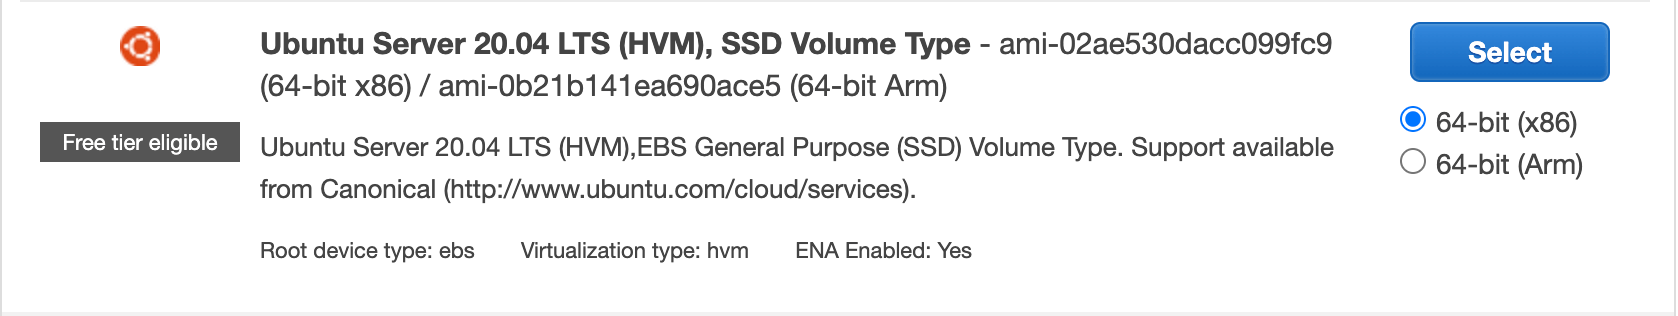 Ubuntu Server 20.04 LTS (HVM), SSD Volume Type - ami-02ae530dacc099fc9
(64-bit x86) / ami-0b21b141ea690ace5 (64-bit Arm)
Select
64-bit (x86)
64-bit (Arm)
Free tier eligible
Ubuntu Server 20.04 LTS (HVM),EBS General Purpose (SSD) Volume Type. Support available
from Canonical (http://www.ubuntu.com/cloud/services).
Root device type: ebs Virtualization type: hvm ENA Enabled: Yes